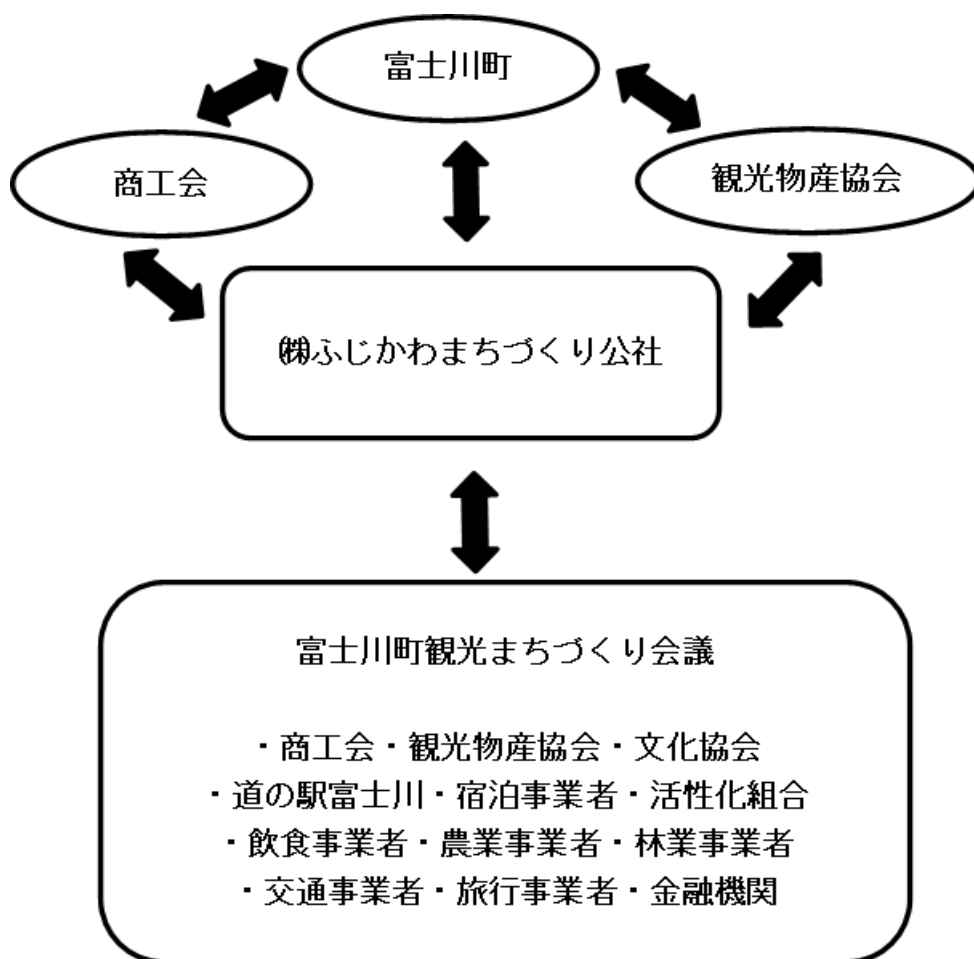 富士川町
商工会
観光物産協会
㈱ふじかわまちづくり公社
富士川町観光まちづくり会議
・商工会・観光物産協会・文化協会
・道の駅富士川・宿泊事業者・活性化組合
・飲食事業者・農業事業者・林業事業者
・交通事業者・旅行事業者・金融機関